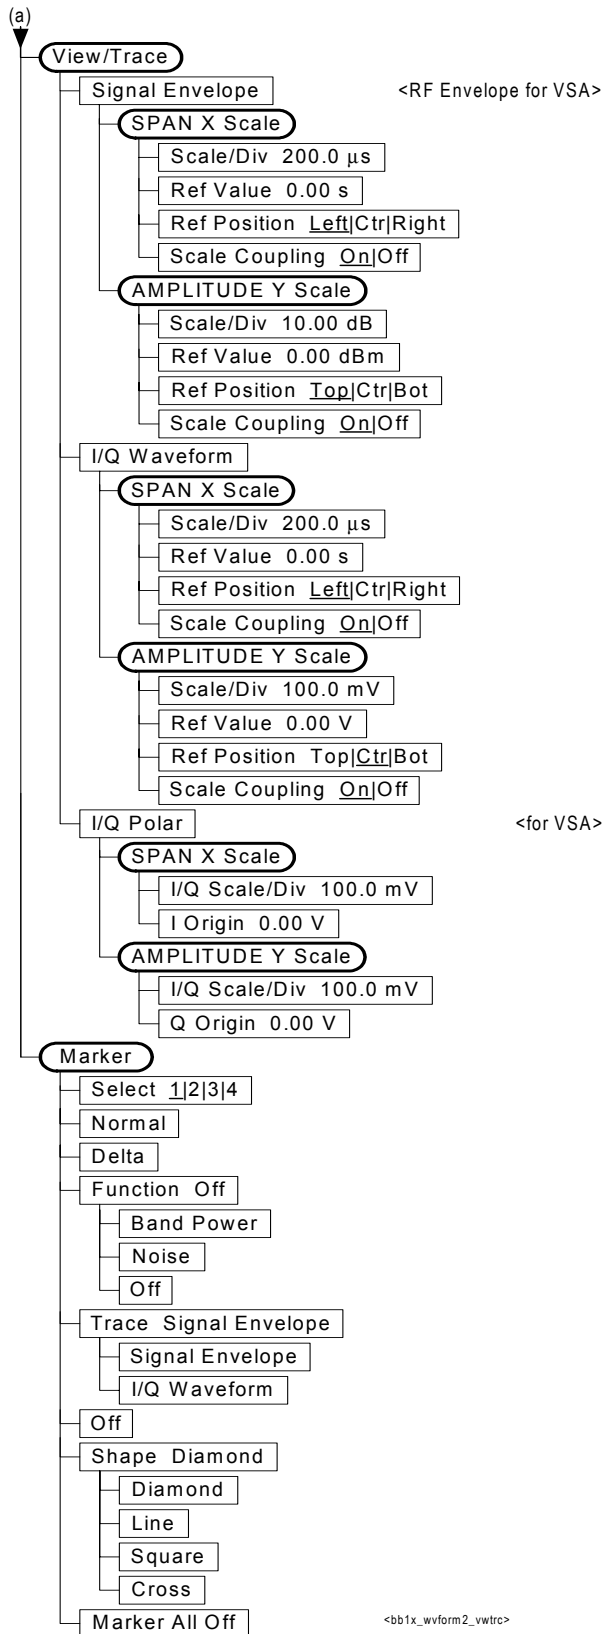 (a)
View/Trace
Signal Envelope <RF Envelope for VSA>
SPAN X Scale
Scale/Div 200.0 µs
Ref Value 0.00 s
Ref Position Left|Ctr|Right
Scale Coupling On|Off
AMPLITUDE Y Scale
Scale/Div 10.00 dB
Ref Value 0.00 dBm
Ref Position Top|Ctr|Bot
Scale Coupling On|Off
I/Q Waveform
SPAN X Scale
Scale/Div 200.0 µs
Ref Value 0.00 s
Ref Position Left|Ctr|Right
Scale Coupling On|Off
AMPLITUDE Y Scale
Scale/Div 100.0 mV
Ref Value 0.00 V
Ref Position Top|Ctr|Bot
Scale Coupling On|Off
I/Q Polar <for VSA>
SPAN X Scale
I/Q Scale/Div 100.0 mV
I Origin 0.00 V
AMPLITUDE Y Scale
I/Q Scale/Div 100.0 mV
Q Origin 0.00 V
Marker
Select 1|2|3|4
Normal
Delta
Function Off
Band Power
Noise
Off
Trace Signal Envelope
Signal Envelope
I/Q Waveform
Off
Shape Diamond
Diamond
Line
Square
Cross
Marker All Off <bb1x_wvform2_vwtrc>